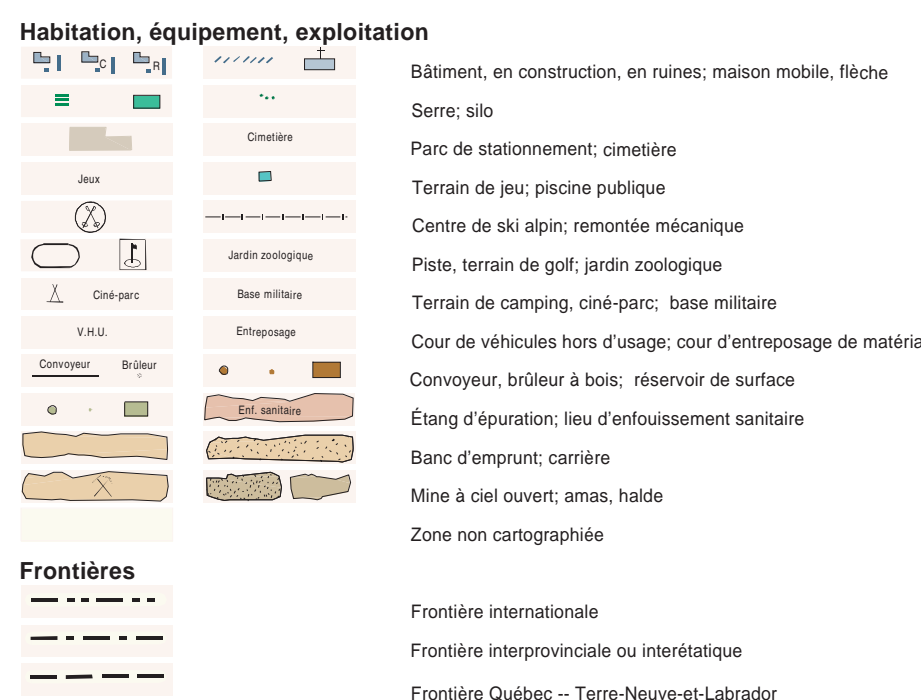 Habitation, équipement, exploitation
C R Bâtiment, en construction, en ruines; maison mobile, flèche
Serre; silo
Cimetière Parc de stationnement; cimetière
Jeux Terrain de jeu; piscine publique
Centre de ski alpin; remontée mécanique
Jardin zoologique Piste, terrain de golf; jardin zoologique
Ciné-parc Base militaire Terrain de camping, ciné-parc; base militaire
V.H.U. Entreposage Cour de véhicules hors d'usage; cour d'entreposage de matéria
Convoyeur Brûleur Convoyeur, brûleur à bois; réservoir de surface
Enf. sanitaire Étang d'épuration; lieu d'enfouissement sanitaire
Banc d'emprunt; carrière
Mine à ciel ouvert; amas, halde
Zone non cartographiée
Frontières
Frontière internationale
Frontière interprovinciale ou interétatique
Frontière Québec -- Terre-Neuve-et-Labrador